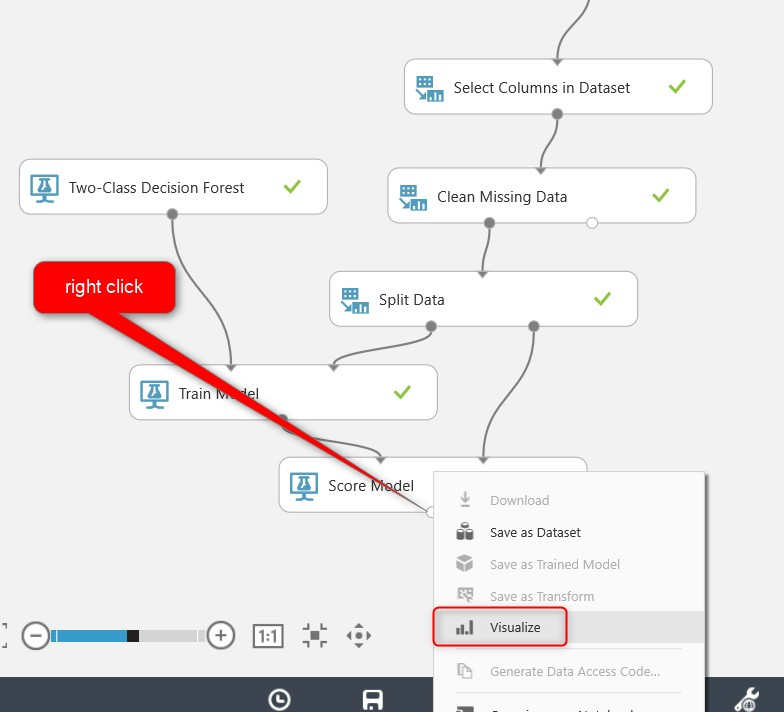 Select Columns in Dataset
Two-Class Decision Forest
Clean Missing Data
right click
Split Data
Train Model
Score Model
Download
Save as Dataset
Save as Trained Model
Save as Transform
Visualize
1:1
Generate Data Access Code...